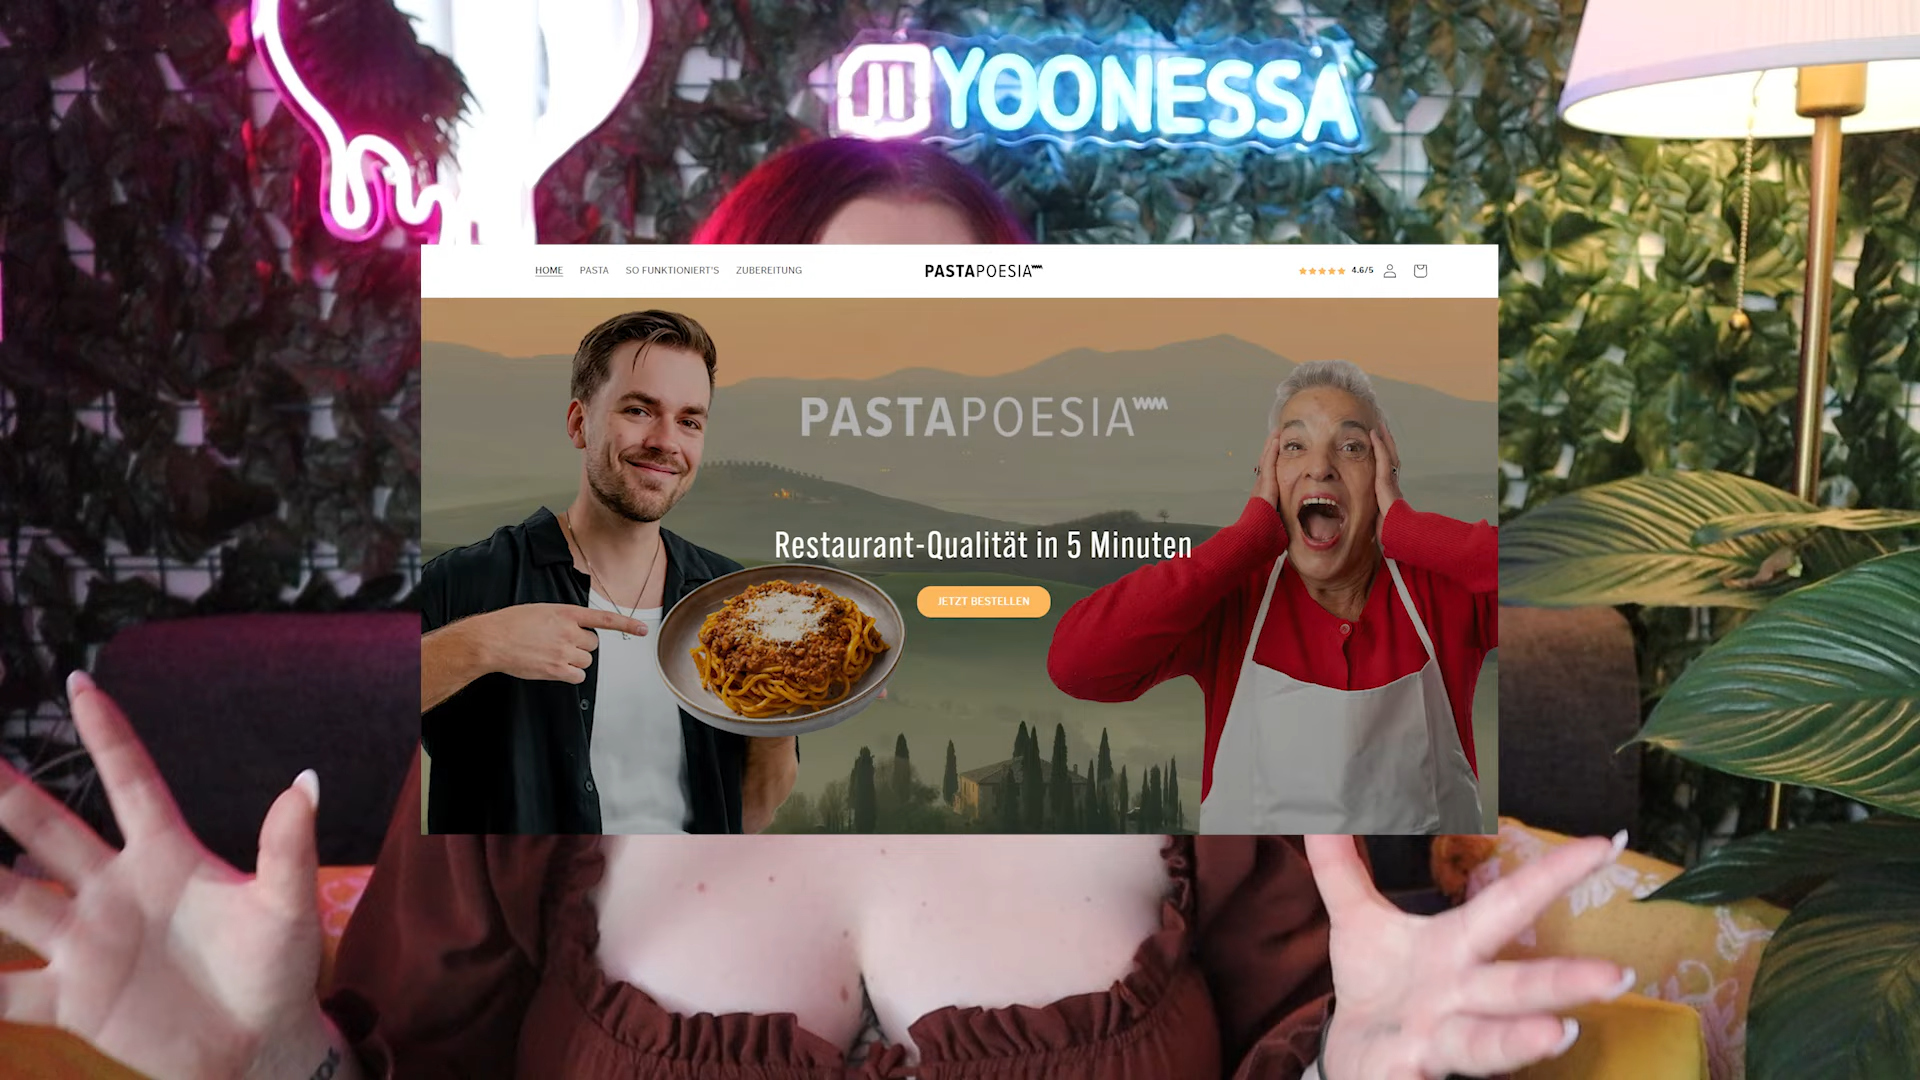 YOONESSA
HOME PASTA SO FUNKTIONIERT'S ZUBEREITUNG
PASTAPOESIA
4.6/5
PASTAPOESIA
Restaurant-Qualität in 5 Minuten
JETZT BESTELLEN